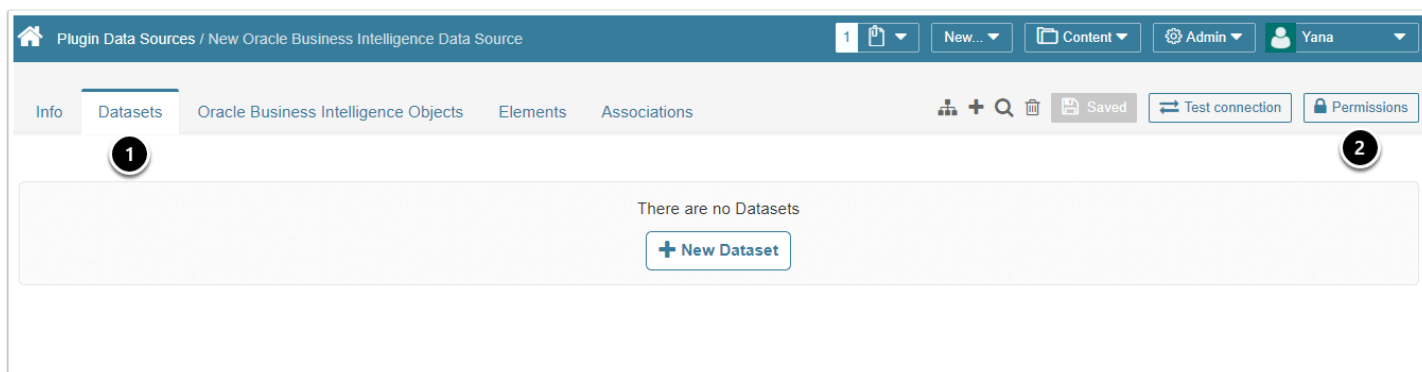 Plugin Data Sources / New Oracle Business Intelligence Data Source 1 New... Content Admin Yana
Info Datasets Oracle Business Intelligence Objects Elements Associations Saved Test connection Permissions
1 2
There are no Datasets
New Dataset